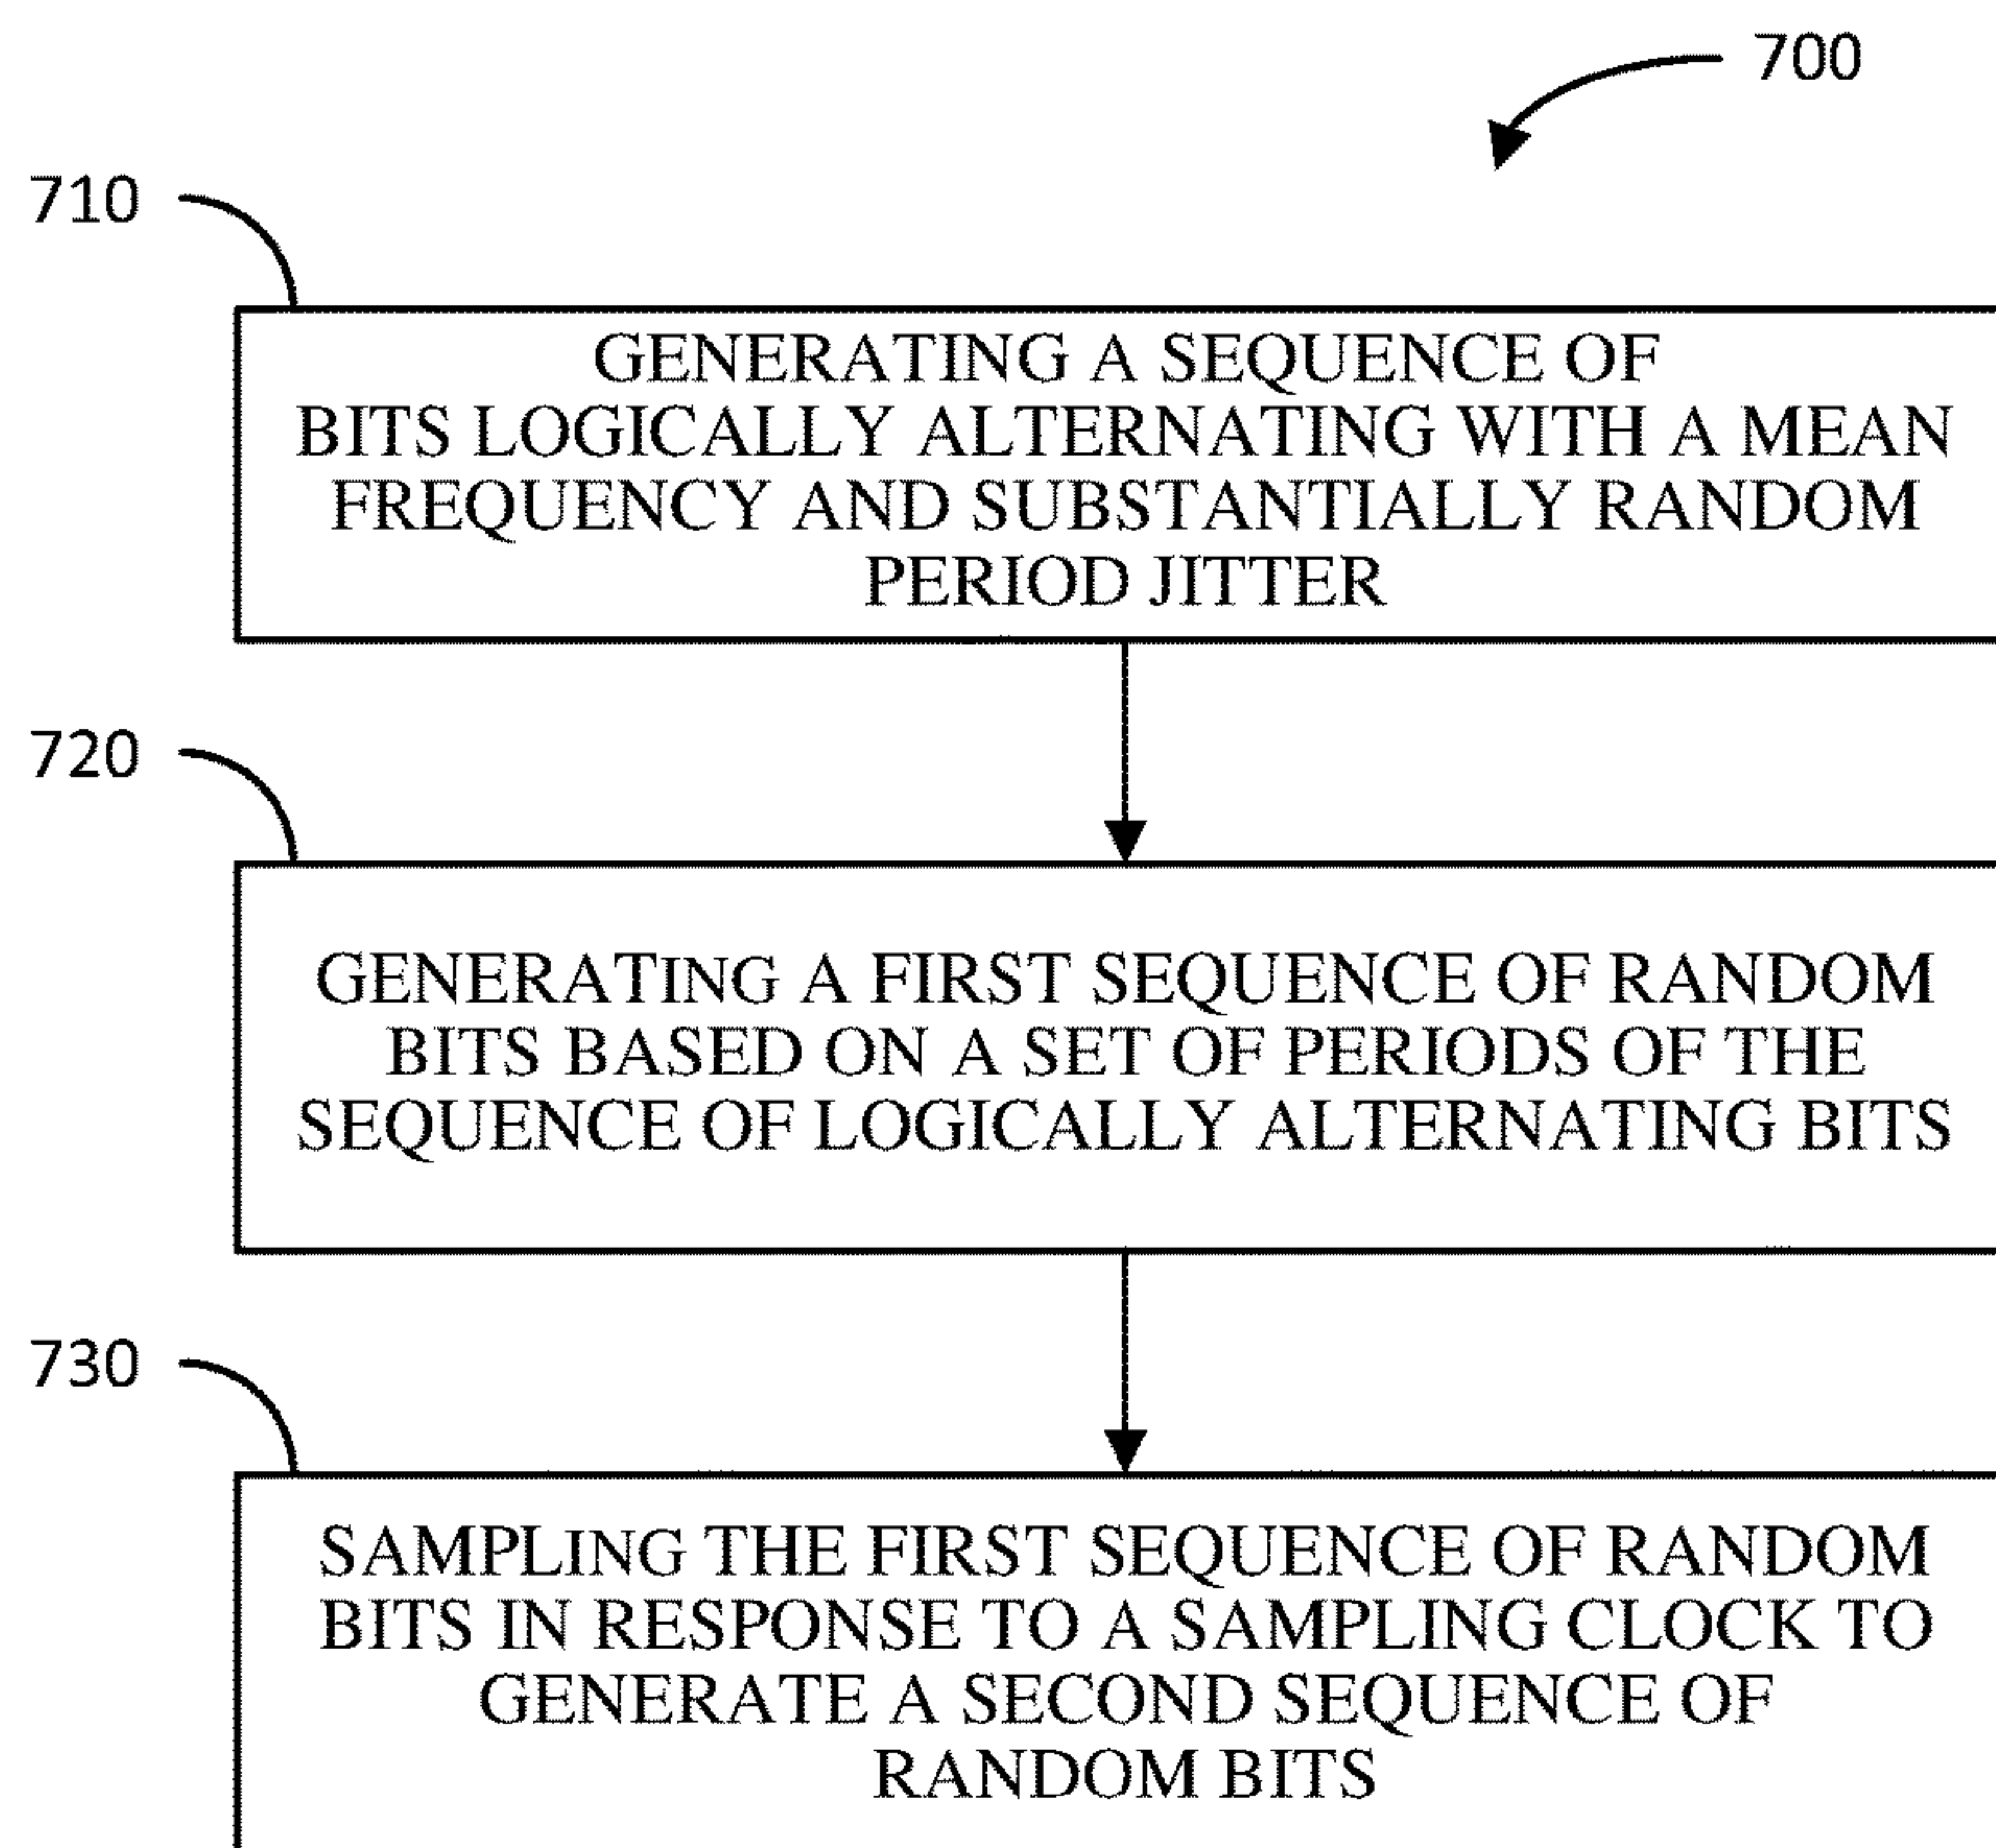 700
710
GENERATING A SEQUENCE OF
BITS LOGICALLY ALTERNATING WITH A MEAN
FREQUENCY AND SUBSTANTIALLY RANDOM
PERIOD JITTER
720
GENERATING A FIRST SEQUENCE OF RANDOM
BITS BASED ON A SET OF PERIODS OF THE
SEQUENCE OF LOGICALLY ALTERNATING BITS
730
SAMPLING THE FIRST SEQUENCE OF RANDOM
BITS IN RESPONSE TO A SAMPLING CLOCK TO
GENERATE A SECOND SEQUENCE OF
RANDOM BITS